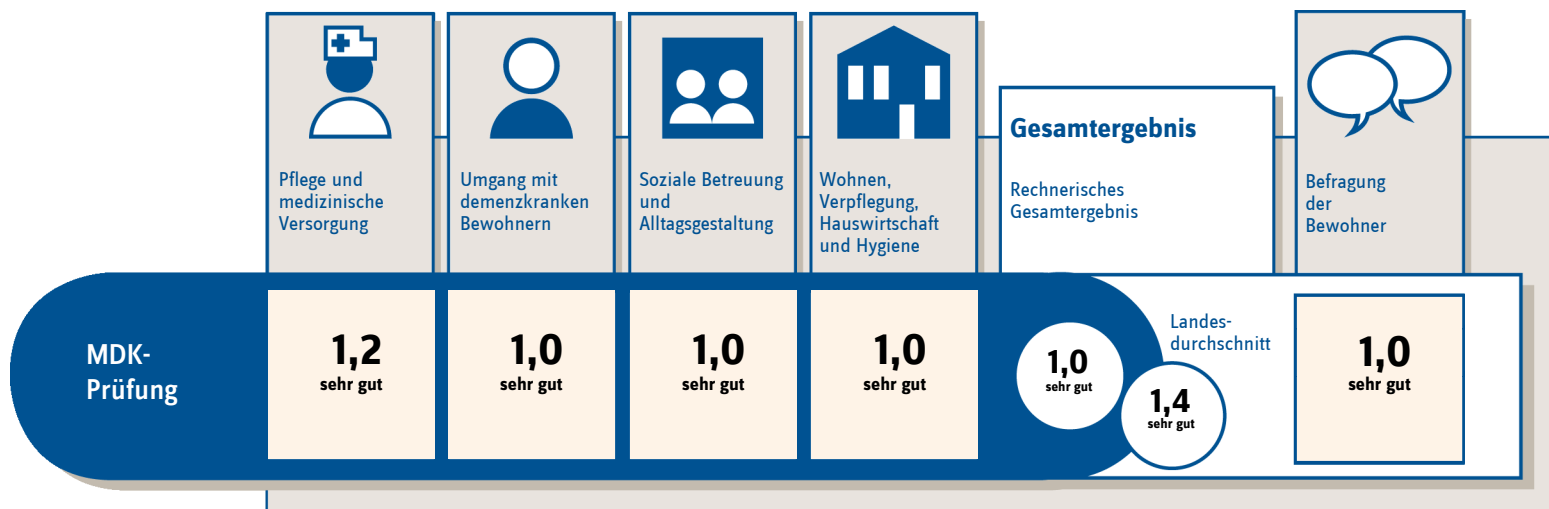 Pflege und
medizinische
Versorgung
Umgang mit
demenzkranken
Bewohnern
Soziale Betreuung
und
Alltagsgestaltung
Wohnen,
Verpflegung,
Hauswirtschaft
und Hygiene
Gesamtergebnis
Rechnerisches
Gesamtergebnis
Befragung
der
Bewohner
MDK-
Prüfung
1,2
sehr gut
1,0
sehr gut
1,0
sehr gut
1,0
sehr gut
1,0
sehr gut
Landes-
durchschnitt
1,4
sehr gut
1,0
sehr gut